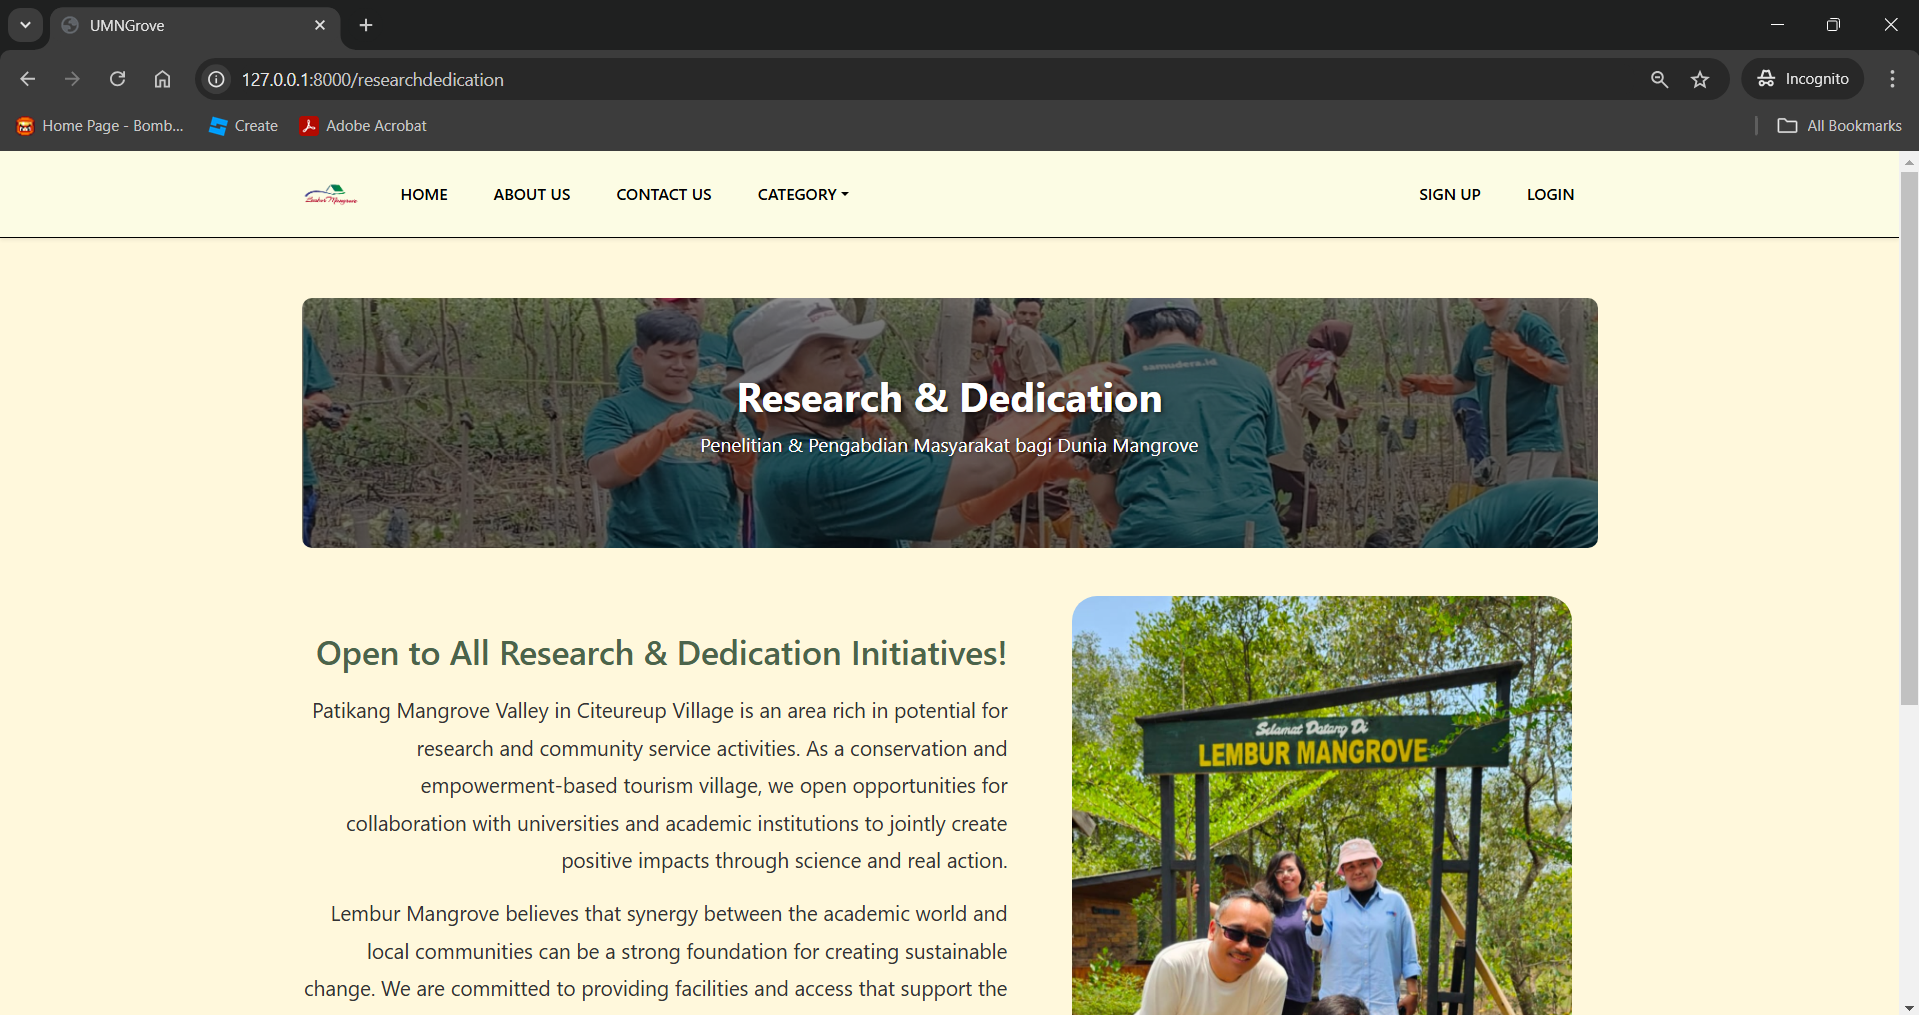 UMNGrove
127.0.0.1:8000/researchdedication
Incognito
Home Page - Bomb...
Create
Adobe Acrobat
All Bookmarks
Lembur Mangrove
HOME
ABOUT US
CONTACT US
CATEGORY
SIGN UP
LOGIN
samudera.id
Research & Dedication
Penelitian & Pengabdian Masyarakat bagi Dunia Mangrove
Open to All Research & Dedication Initiatives!
Patikang Mangrove Valley in Citeureup Village is an area rich in potential for
research and community service activities. As a conservation and
empowerment-based tourism village, we open opportunities for
collaboration with universities and academic institutions to jointly create
positive impacts through science and real action.
Lembur Mangrove believes that synergy between the academic world and
local communities can be a strong foundation for creating sustainable
change. We are committed to providing facilities and access that support the
Selamat Datang Di
LEMBUR MANGROVE